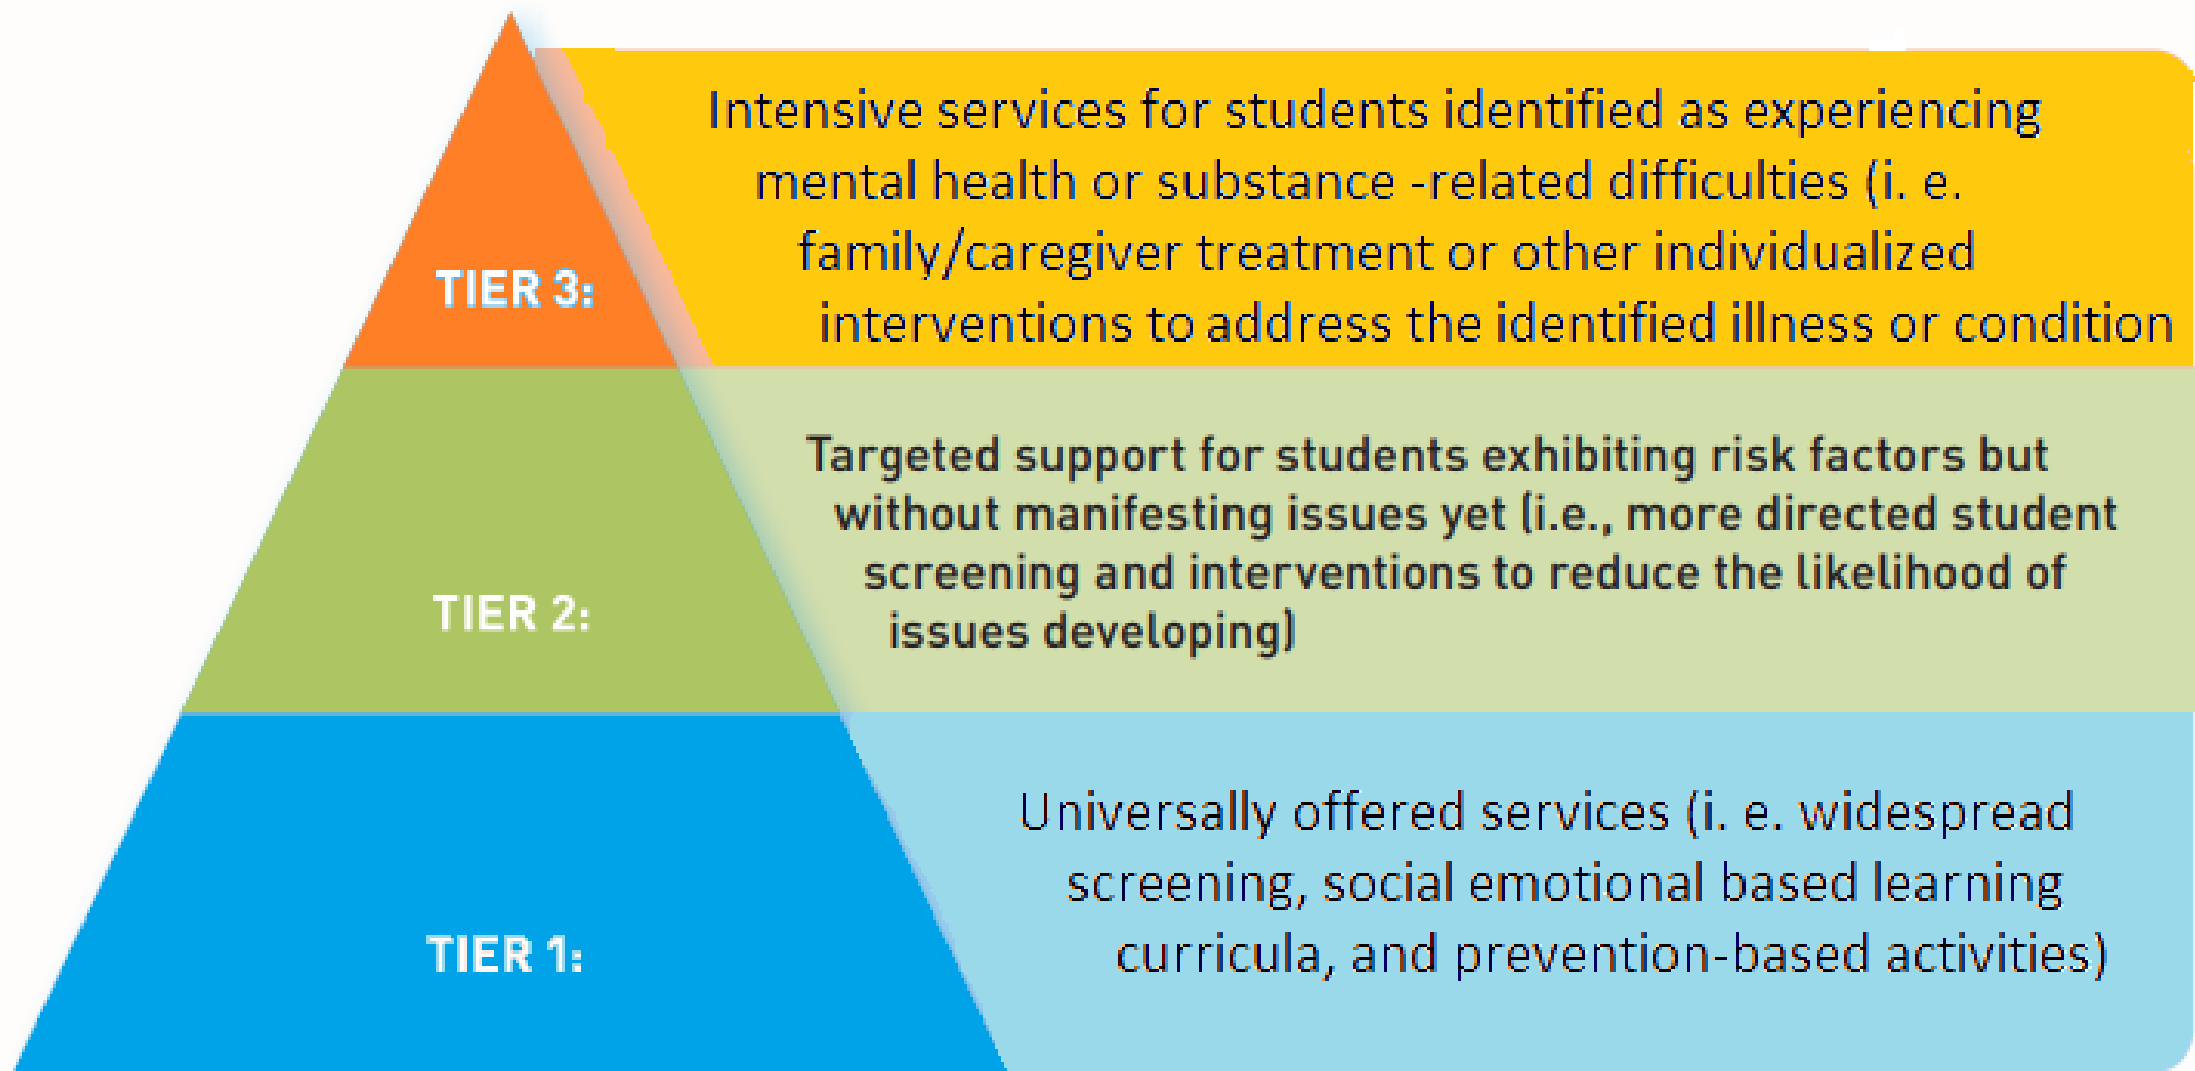 TIER 3:
Intensive services for students identified as experiencing
mental health or substance -related difficulties (i. e.
family/caregiver treatment or other individualized
interventions to address the identified illness or condition
TIER 2:
Targeted support for students exhibiting risk factors but
without manifesting issues yet (i.e., more directed student
screening and interventions to reduce the likelihood of
issues developing)
TIER 1:
Universally offered services (i. e. widespread
screening, social emotional based learning
curricula, and prevention-based activities)